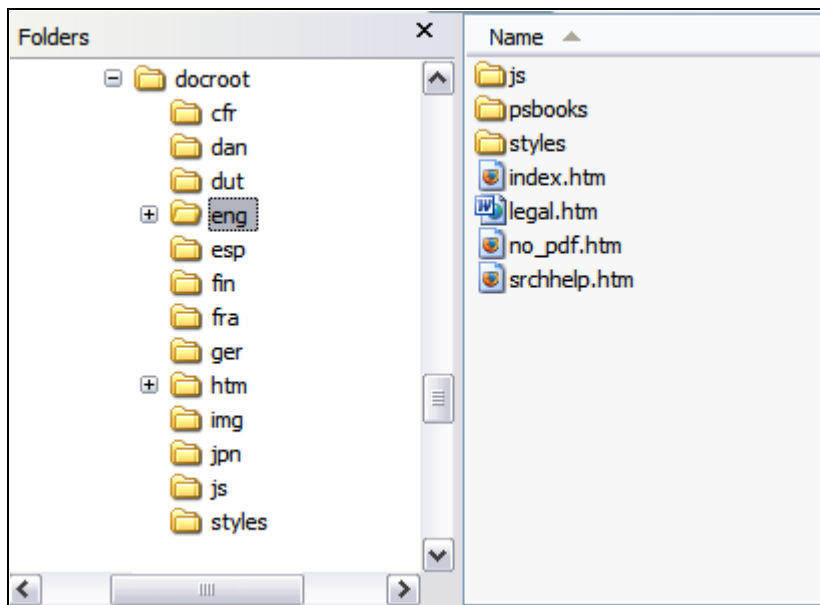 Folders
docroot
cfr
dan
dut
eng
esp
fin
fra
ger
htm
img
jpn
js
styles
Name
js
psbooks
styles
index.htm
legal.htm
no_pdf.htm
srchhelp.htm